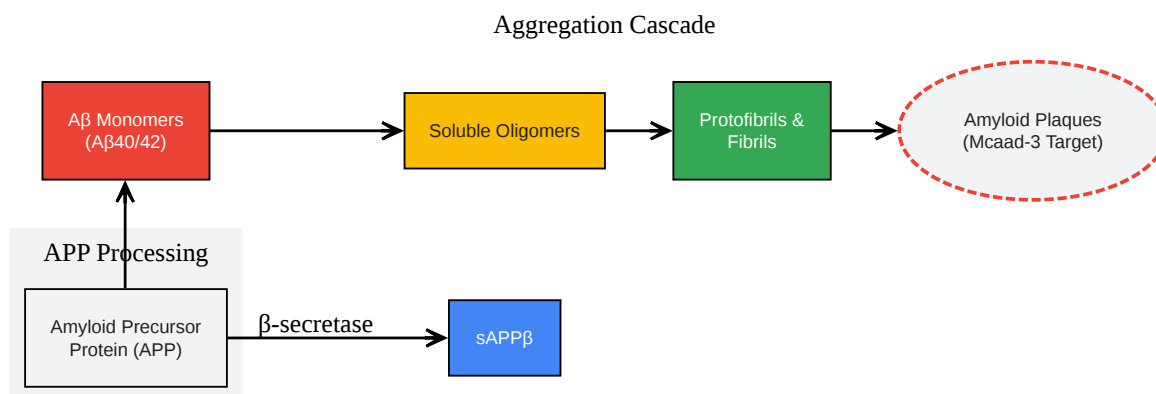 Aggregation Cascade
Aβ Monomers
(Aβ40/42)
Soluble Oligomers
Protofibrils &
Fibrils
Amyloid Plaques
(Mcaad-3 Target)
APP Processing
Amyloid Precursor
Protein (APP)
β-secretase
sAPPβ